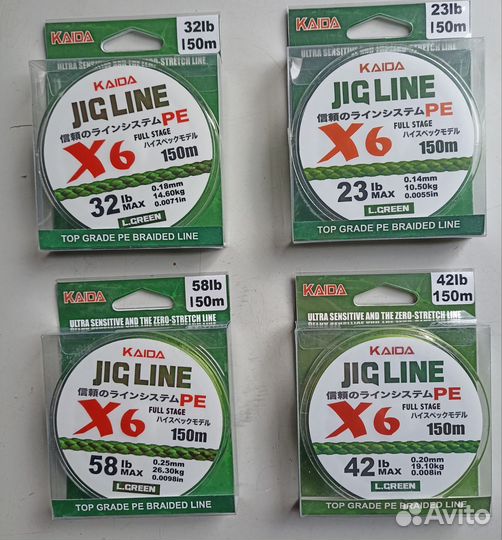 KAIDA
32lb
150m
ULTRA SENSITIVE AND THE ZERO-STRETCH LINE
KAIDA
JIG LINE
信頼のラインシステムPE
X6
FULL STAGE
ハイスペックモデル
150m
32 lb MAX
0.18mm
14.60kg
0.0071in
L.GREEN
TOP GRADE PE BRAIDED LINE
KAIDA
23lb
150m
ULTRA SENSITIVE AND THE ZERO-STRETCH LINE
KAIDA
JIG LINE
信頼のラインシステムPE
X6
FULL STAGE
ハイスペックモデル
150m
23 lb MAX
0.14mm
10.50kg
0.0055in
L.GREEN
TOP GRADE PE BRAIDED LINE
KAIDA
58lb
150m
ULTRA SENSITIVE AND THE ZERO-STRETCH LINE
KAIDA
JIG LINE
信頼のラインシステムPE
X6
FULL STAGE
ハイスペックモデル
150m
58 lb MAX
0.25mm
26.30kg
0.0098in
L.GREEN
TOP GRADE PE BRAIDED LINE
KAIDA
42lb
150m
ULTRA SENSITIVE AND THE ZERO-STRETCH LINE
KAIDA
JIG LINE
信頼のラインシステムPE
X6
FULL STAGE
ハイスペックモデル
150m
42 lb MAX
0.20mm
19.10kg
0.008in
L.GREEN
TOP GRADE PE BRAIDED LINE
Avito